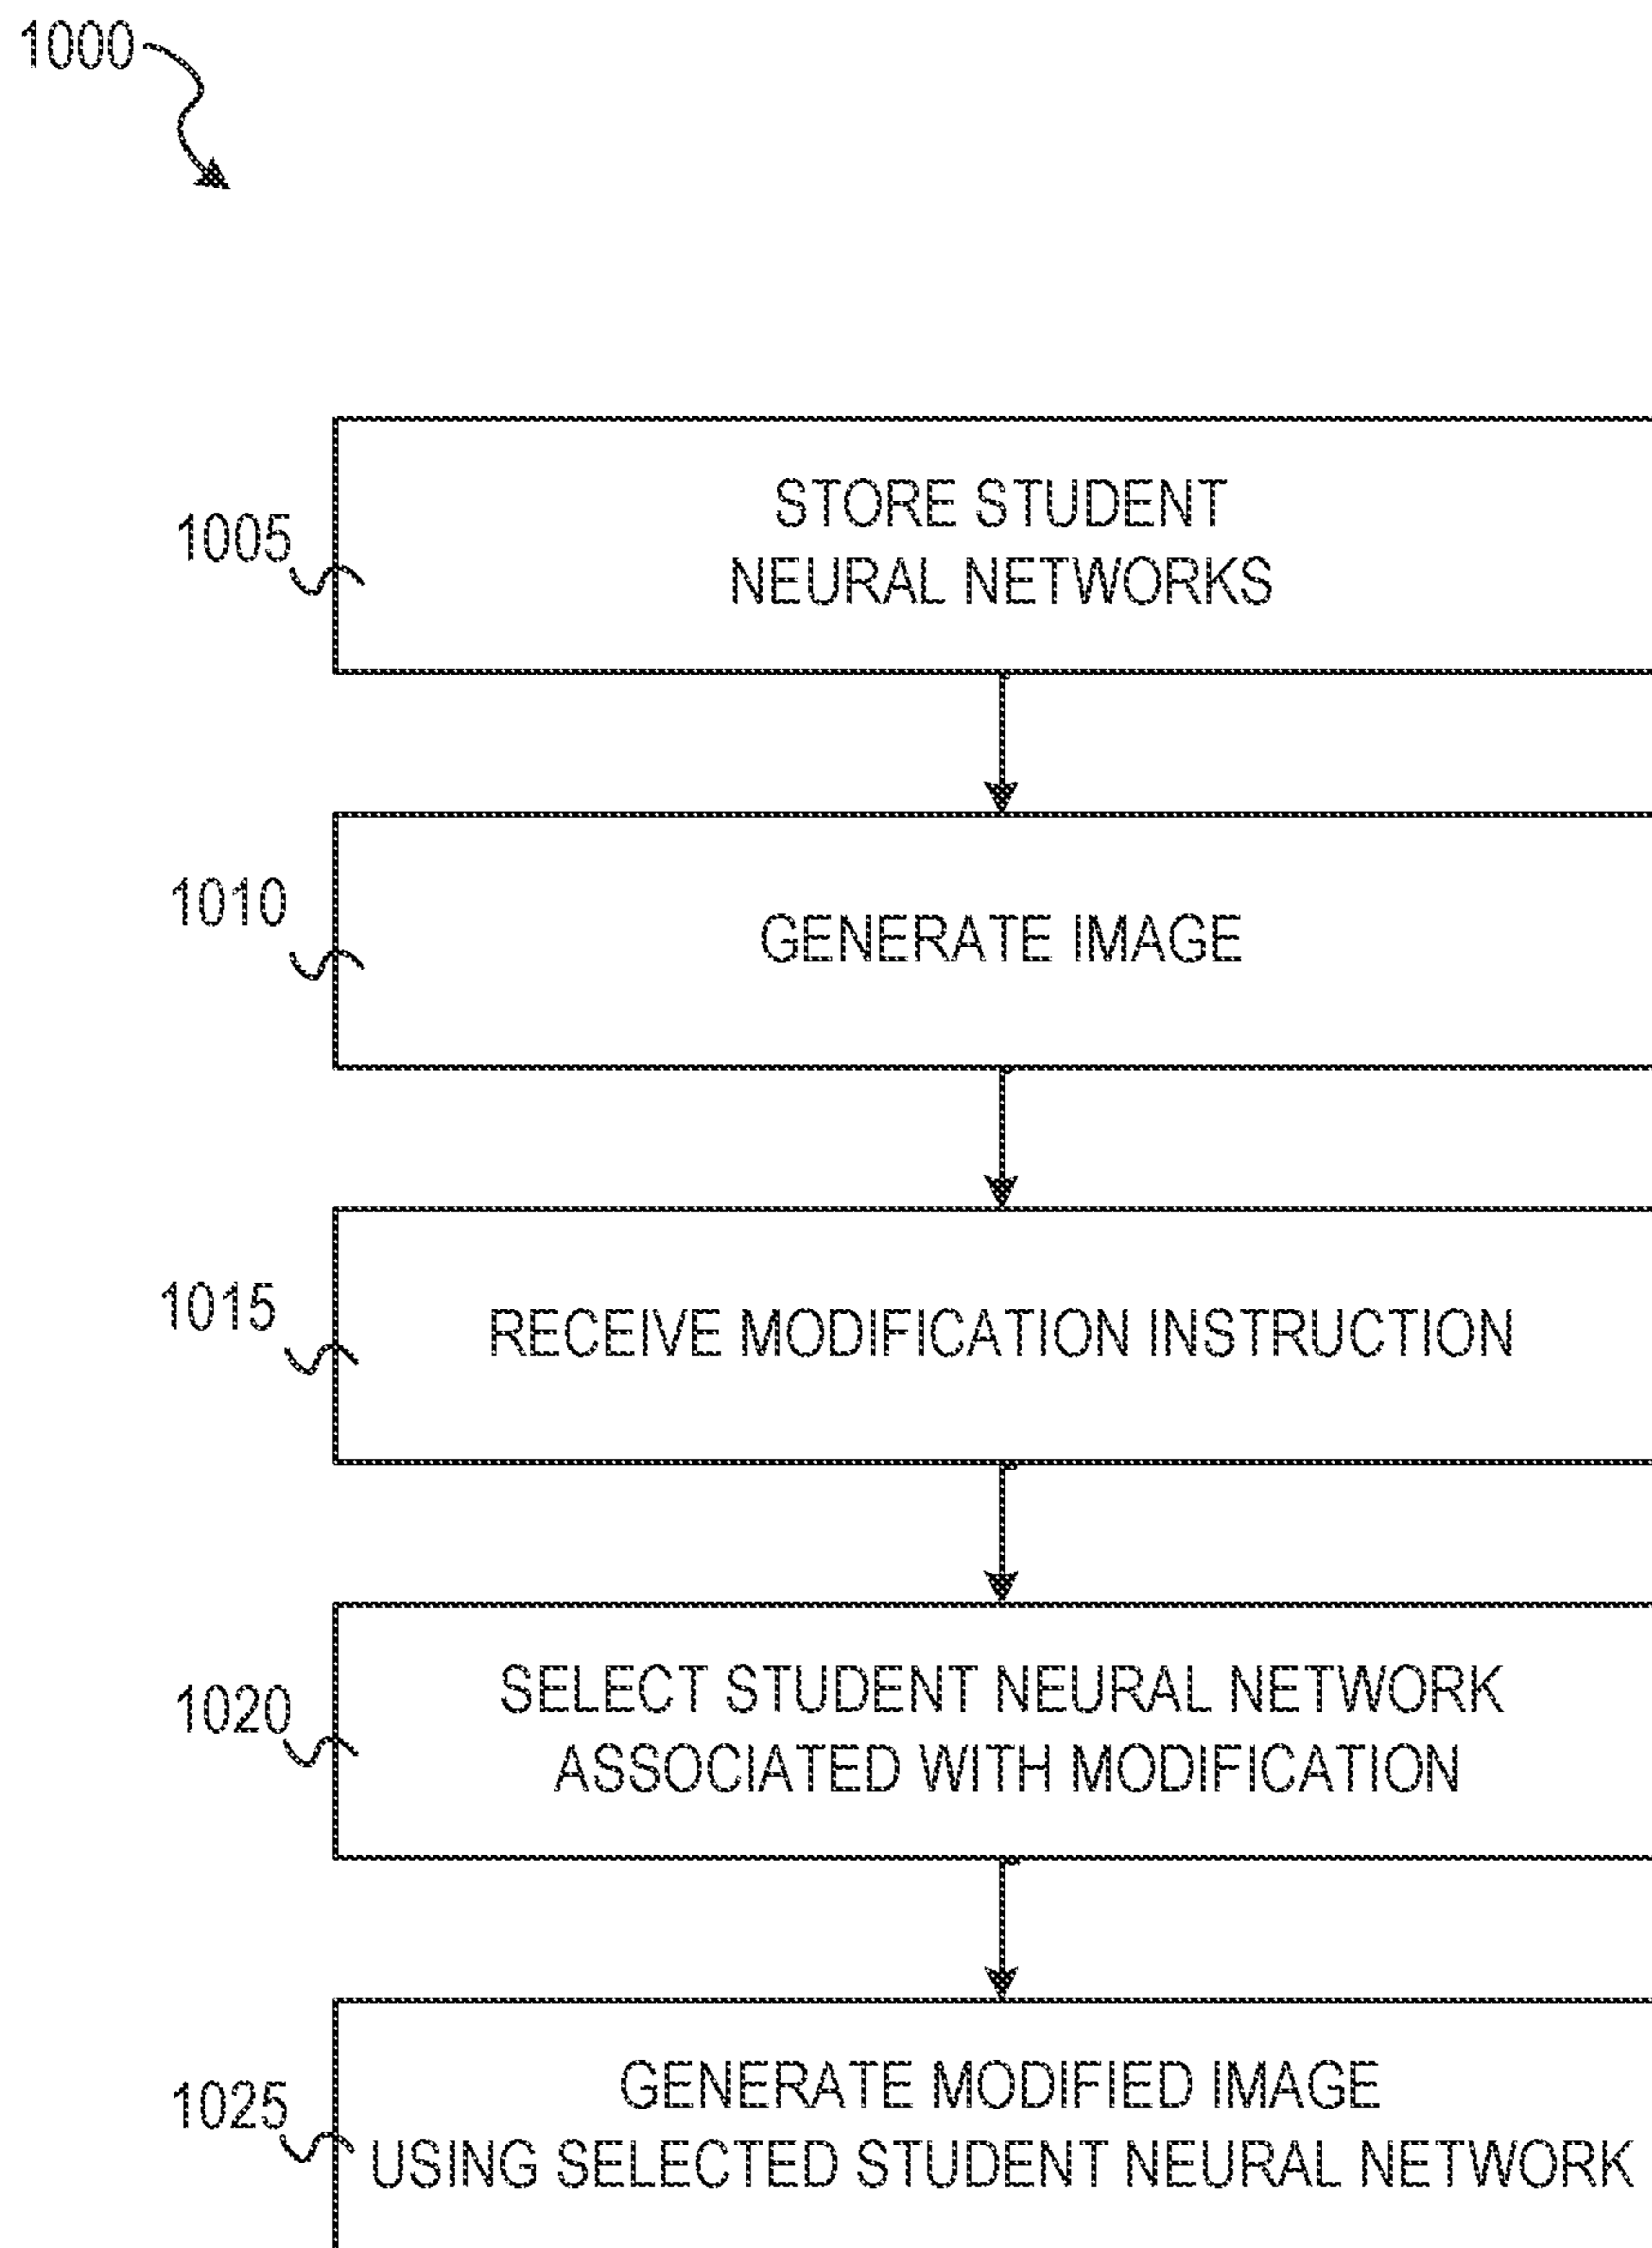 1000
1005
STORE STUDENT
NEURAL NETWORKS
1010
GENERATE IMAGE
1015
RECEIVE MODIFICATION INSTRUCTION
1020
SELECT STUDENT NEURAL NETWORK
ASSOCIATED WITH MODIFICATION
1025
GENERATE MODIFIED IMAGE
USING SELECTED STUDENT NEURAL NETWORK